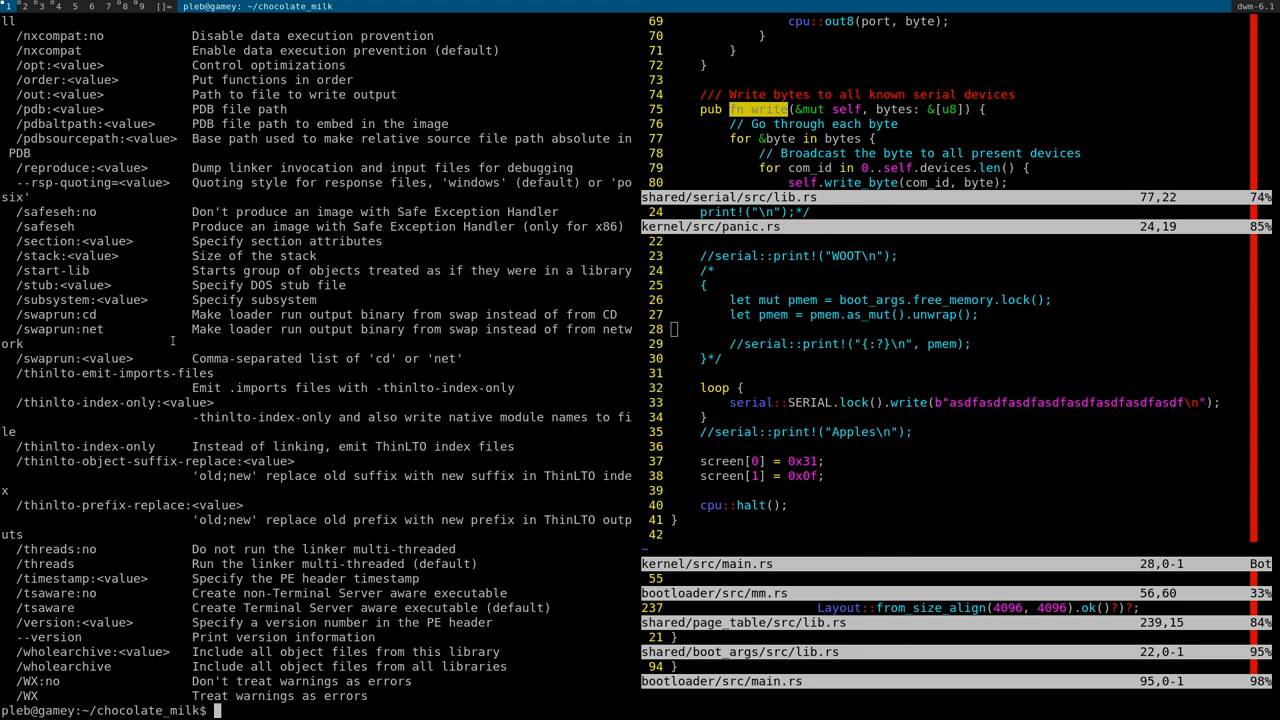 1 2 3 4 5 6 7 8 9 []= pleb@gamey: ~/chocolate_milk dwm-6.1
ll
/nxcompat:no Disable data execution provention
/nxcompat Enable data execution prevention (default)
/opt:<value> Control optimizations
/order:<value> Put functions in order
/out:<value> Path to file to write output
/pdb:<value> PDB file path
/pdbaltpath:<value> PDB file path to embed in the image
/pdbsourcepath:<value> Base path used to make relative source file path absolute in
PDB
/reproduce:<value> Dump linker invocation and input files for debugging
--rsp-quoting=<value> Quoting style for response files, 'windows' (default) or 'po
six'
/safeseh:no Don't produce an image with Safe Exception Handler
/safeseh Produce an image with Safe Exception Handler (only for x86)
/section:<value> Specify section attributes
/stack:<value> Size of the stack
/start-lib Starts group of objects treated as if they were in a library
/stub:<value> Specify DOS stub file
/subsystem:<value> Specify subsystem
/swaprun:cd Make loader run output binary from swap instead of from CD
/swaprun:net Make loader run output binary from swap instead of from netw
ork
/swaprun:<value> Comma-separated list of 'cd' or 'net'
/thinlto-emit-imports-files
Emit .imports files with -thinlto-index-only
/thinlto-index-only:<value>
-thinlto-index-only and also write native module names to fi
le
/thinlto-index-only Instead of linking, emit ThinLTO index files
/thinlto-object-suffix-replace:<value>
'old;new' replace old suffix with new suffix in ThinLTO inde
x
/thinlto-prefix-replace:<value>
'old;new' replace old prefix with new prefix in ThinLTO outp
uts
/threads:no Do not run the linker multi-threaded
/threads Run the linker multi-threaded (default)
/timestamp:<value> Specify the PE header timestamp
/tsaware:no Create non-Terminal Server aware executable
/tsaware Create Terminal Server aware executable (default)
/version:<value> Specify a version number in the PE header
--version Print version information
/wholearchive:<value> Include all object files from this library
/wholearchive Include all object files from all libraries
/WX:no Don't treat warnings as errors
/WX Treat warnings as errors
pleb@gamey:~/chocolate_milk$
69 cpu::out8(port, byte);
70 }
71 }
72 }
73
74 /// Write bytes to all known serial devices
75 pub fn write(&mut self, bytes: &[u8]) {
76 // Go through each byte
77 for &byte in bytes {
78 // Broadcast the byte to all present devices
79 for com_id in 0..self.devices.len() {
80 self.write_byte(com_id, byte);
shared/serial/src/lib.rs 77,22 74%
24 print!("\n");*/
kernel/src/panic.rs 24,19 85%
22
23 //serial::print!("WOOT\n");
24 /*
25 {
26 let mut pmem = boot_args.free_memory.lock();
27 let pmem = pmem.as_mut().unwrap();
28
29 //serial::print!("{:?}\n", pmem);
30 }*/
31
32 loop {
33 serial::SERIAL.lock().write(b"asdfasdfasdfasdfasdfasdfasdfasdf\n");
34 }
35 //serial::print!("Apples\n");
36
37 screen[0] = 0x31;
38 screen[1] = 0x0f;
39
40 cpu::halt();
41 }
42
~
kernel/src/main.rs 28,0-1 Bot
55
bootloader/src/mm.rs 56,60 33%
237 Layout::from_size_align(4096, 4096).ok()?)?;
shared/page_table/src/lib.rs 239,15 84%
21 }
shared/boot_args/src/lib.rs 22,0-1 95%
94 }
bootloader/src/main.rs 95,0-1 98%